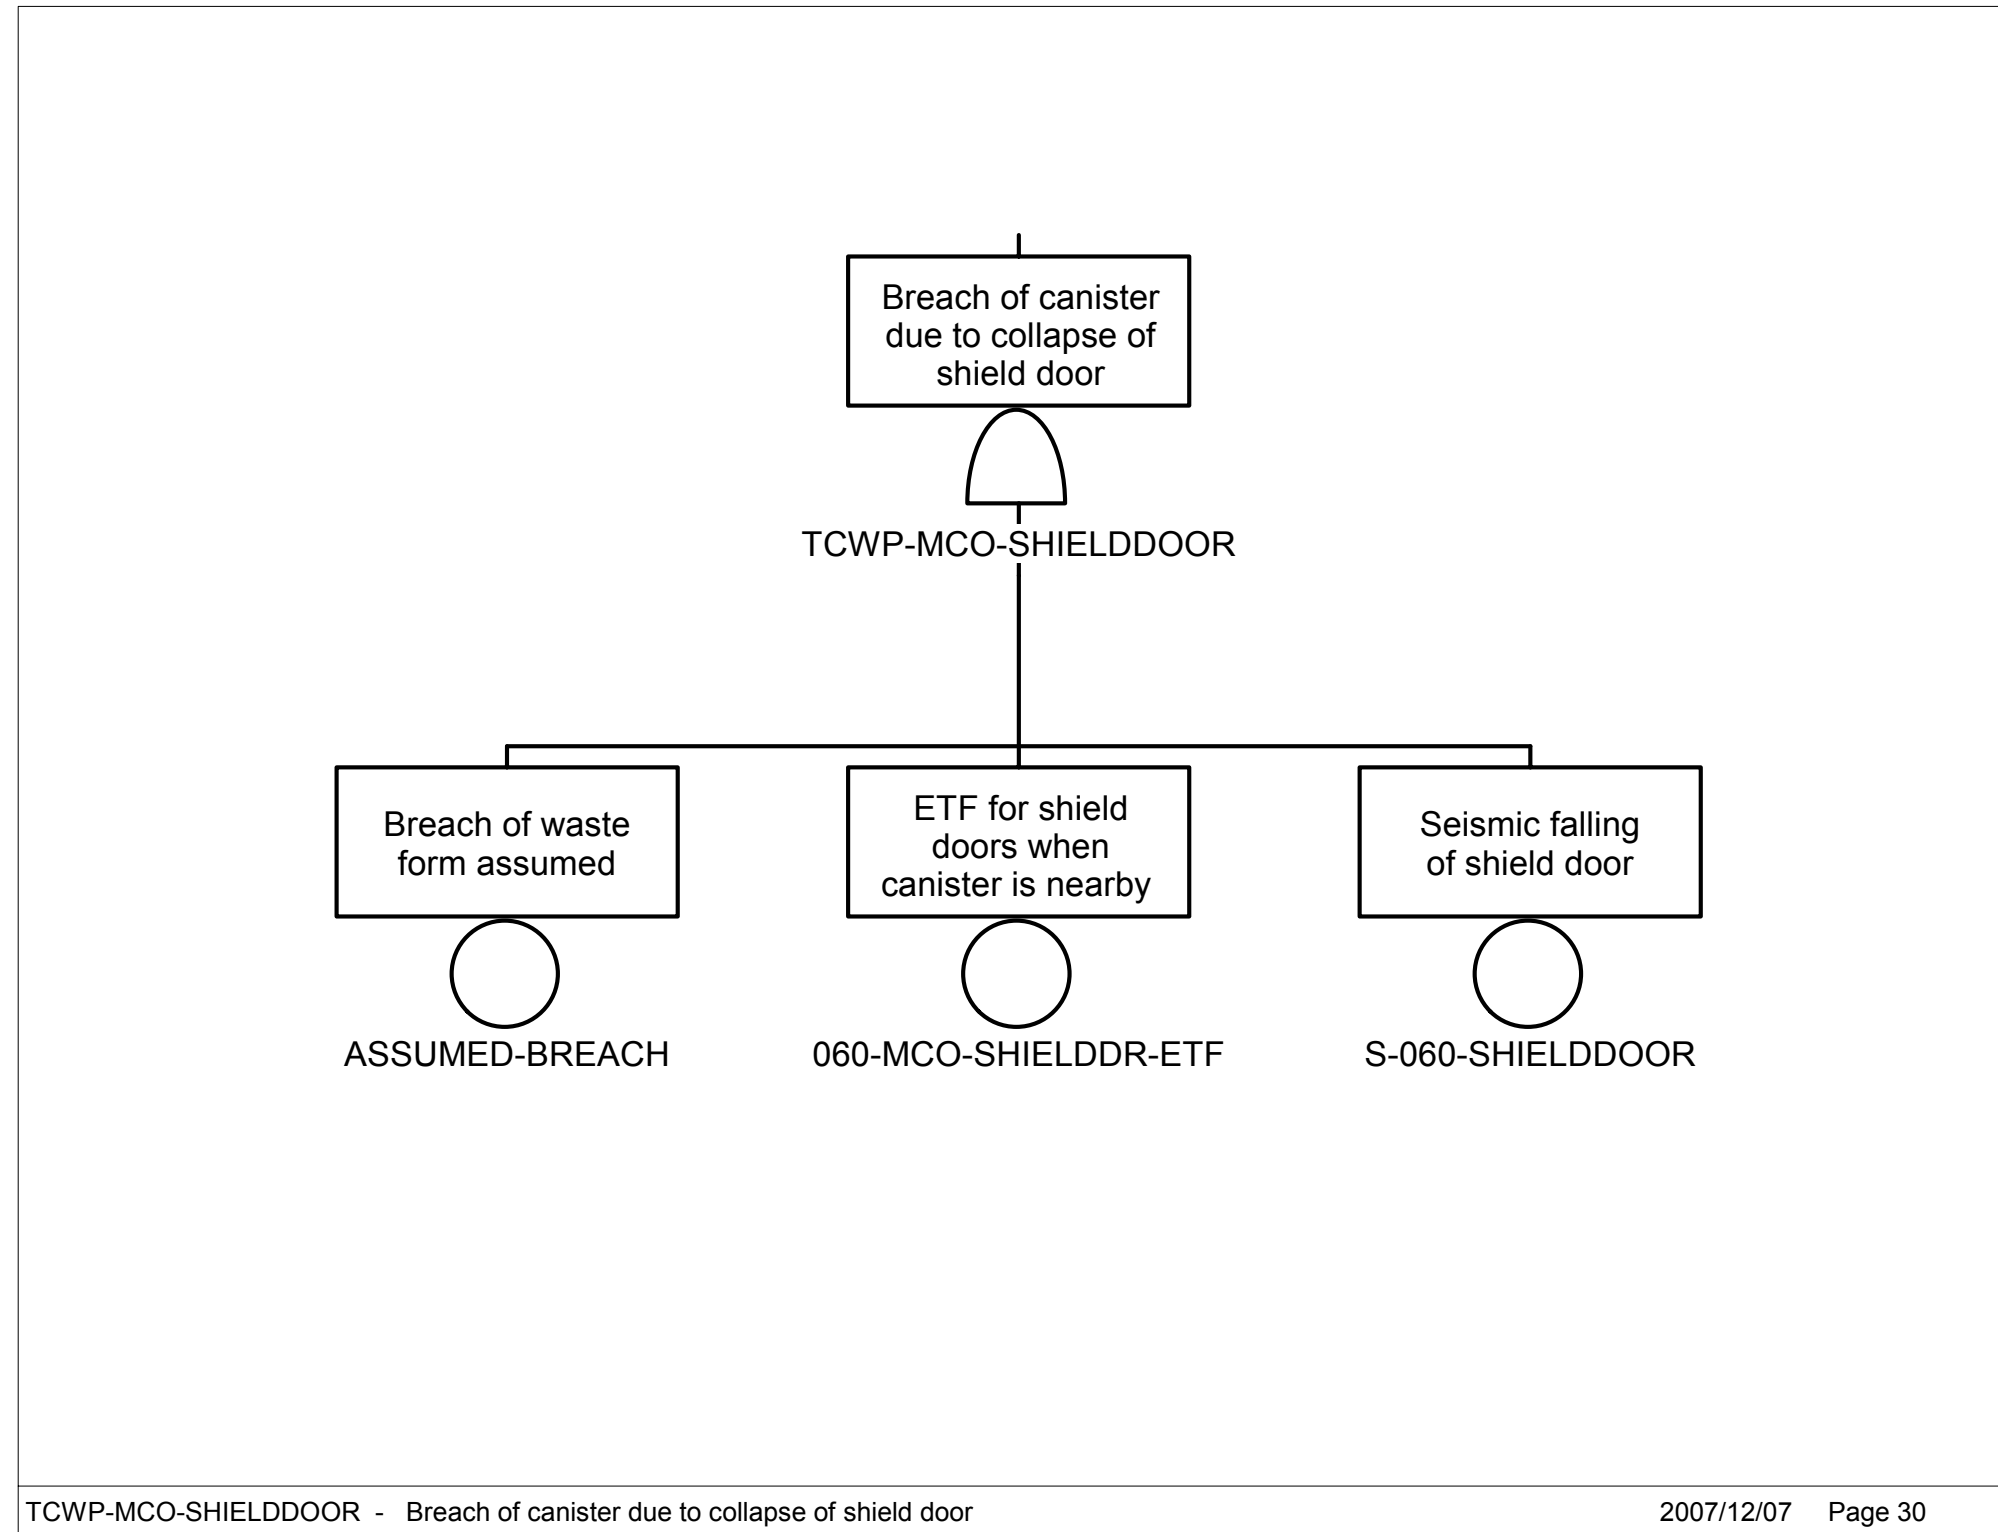 Breach of canister
due to collapse of
shield door
TCWP-MCO-SHIELDDOOR
Breach of waste
form assumed
ASSUMED-BREACH
ETF for shield
doors when
canister is nearby
060-MCO-SHIELDDR-ETF
Seismic falling
of shield door
S-060-SHIELDDOOR
TCWP-MCO-SHIELDDOOR - Breach of canister due to collapse of shield door
2007/12/07 Page 30